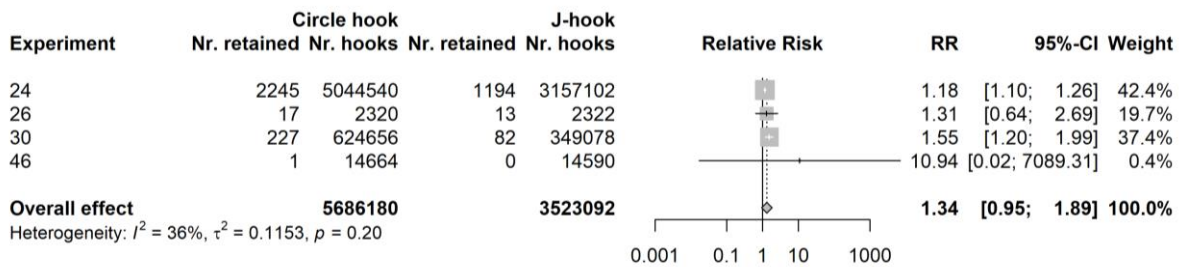 Circle hook J-hook
Experiment Nr. retained Nr. hooks Nr. retained Nr. hooks Relative Risk RR 95%-CI Weight
24 2245 5044540 1194 3157102 1.18 [1.10; 1.26] 42.4%
26 17 2320 13 2322 1.31 [0.64; 2.69] 19.7%
30 227 624656 82 349078 1.55 [1.20; 1.99] 37.4%
46 1 14664 0 14590 10.94 [0.02; 7089.31] 0.4%
Overall effect 5686180 3523092 1.34 [0.95; 1.89] 100.0%
Heterogeneity: I² = 36%, τ² = 0.1153, p = 0.20
0.001 0.1 1 10 1000